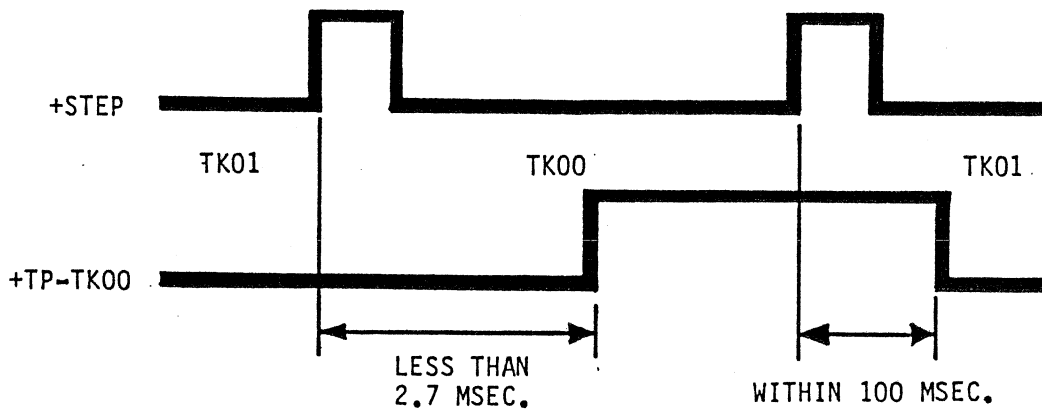 +STEP
TK01
TK00
TK01
+TP-TK00
LESS THAN
2.7 MSEC.
WITHIN 100 MSEC.